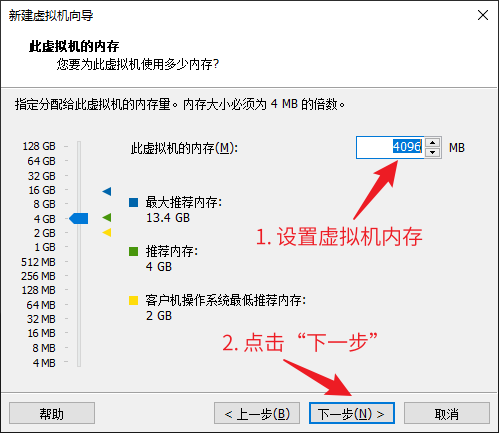 新建虚拟机向导
此虚拟机的内存
您要为此虚拟机使用多少内存?
指定分配给此虚拟机的内存量。内存大小必须为 4 MB 的倍数。
128 GB
64 GB
32 GB
16 GB
8 GB
4 GB
2 GB
1 GB
512 MB
256 MB
128 MB
64 MB
32 MB
16 MB
8 MB
4 MB
此虚拟机的内存(M):
4096
MB
最大推荐内存:
13.4 GB
1. 设置虚拟机内存
推荐内存:
4 GB
客户机操作系统最低推荐内存:
2 GB
2. 点击“下一步”
帮助
< 上一步(B)
下一步(N) >
取消